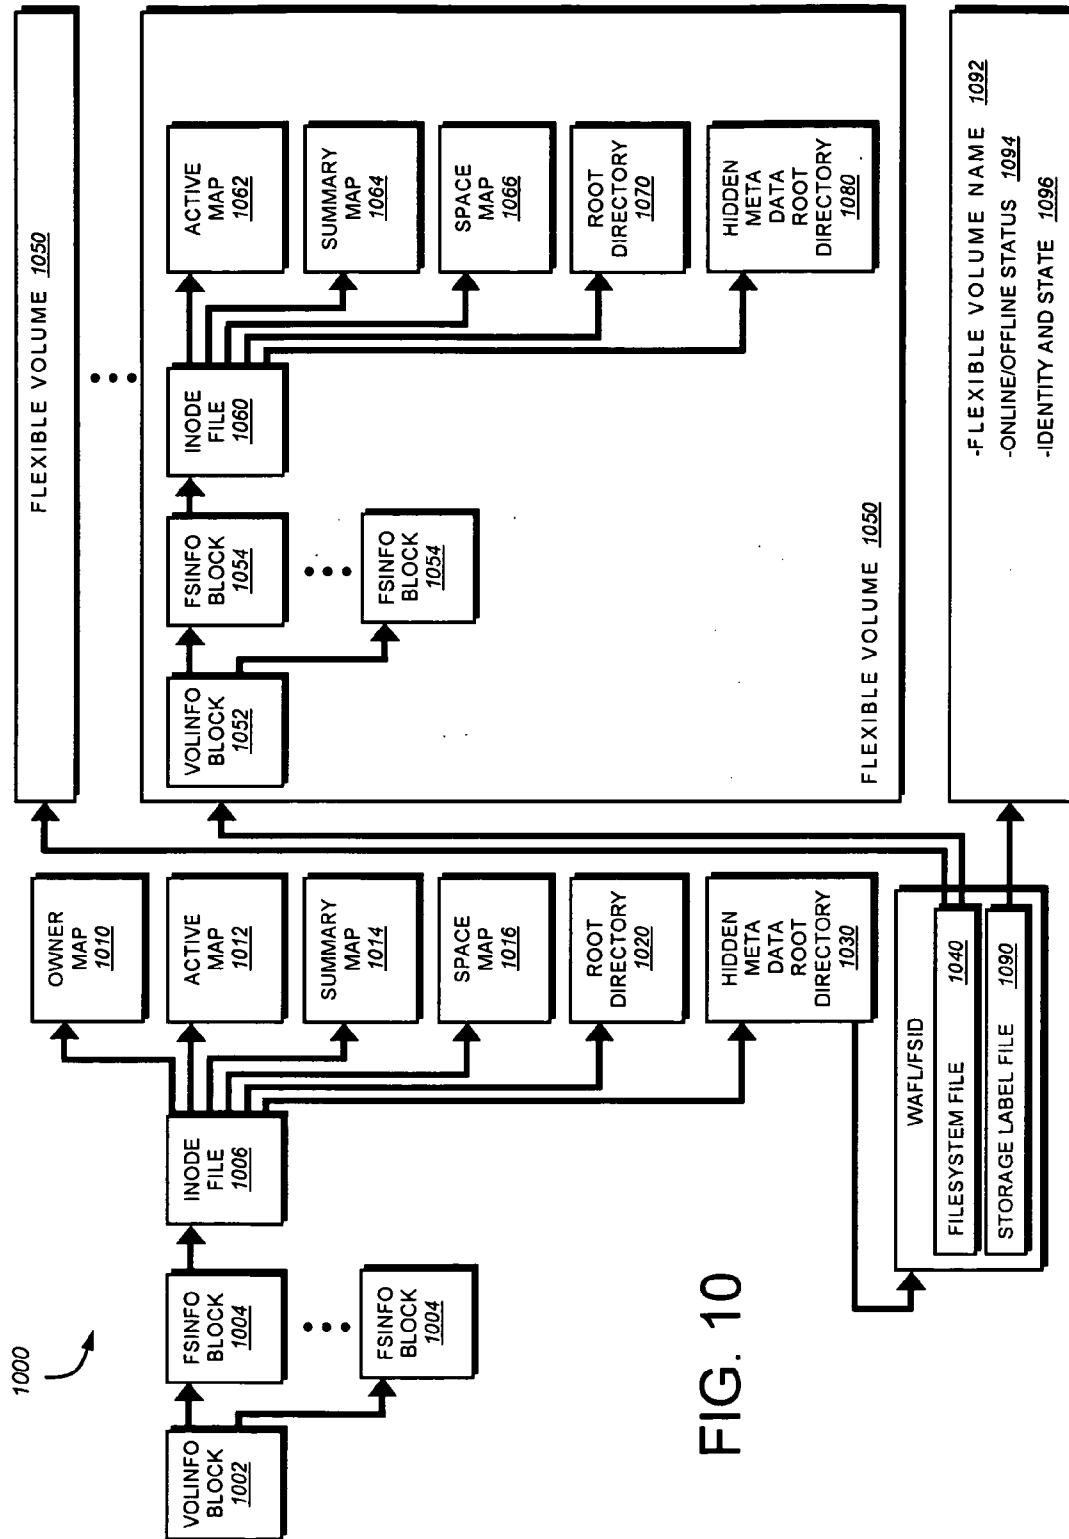 1000
VOLINFO
BLOCK
1002
FSINFO
BLOCK
1004
FSINFO
BLOCK
1004
INODE
FILE
1006
OWNER
MAP
1010
ACTIVE
MAP
1012
SUMMARY
MAP
1014
SPACE
MAP
1016
ROOT
DIRECTORY
1020
HIDDEN
META
DATA
ROOT
DIRECTORY
1030
WAFL/FSID
FILESYSTEM FILE 1040
STORAGE LABEL FILE 1090
FLEXIBLE VOLUME 1050
VOLINFO
BLOCK
1052
FSINFO
BLOCK
1054
FSINFO
BLOCK
1054
INODE
FILE
1060
ACTIVE
MAP
1062
SUMMARY
MAP
1064
SPACE
MAP
1066
ROOT
DIRECTORY
1070
HIDDEN
META
DATA
ROOT
DIRECTORY
1080
FLEXIBLE VOLUME 1050
-FLEXIBLE VOLUME NAME 1092
-ONLINE/OFFLINE STATUS 1094
-IDENTITY AND STATE 1096
FIG. 10